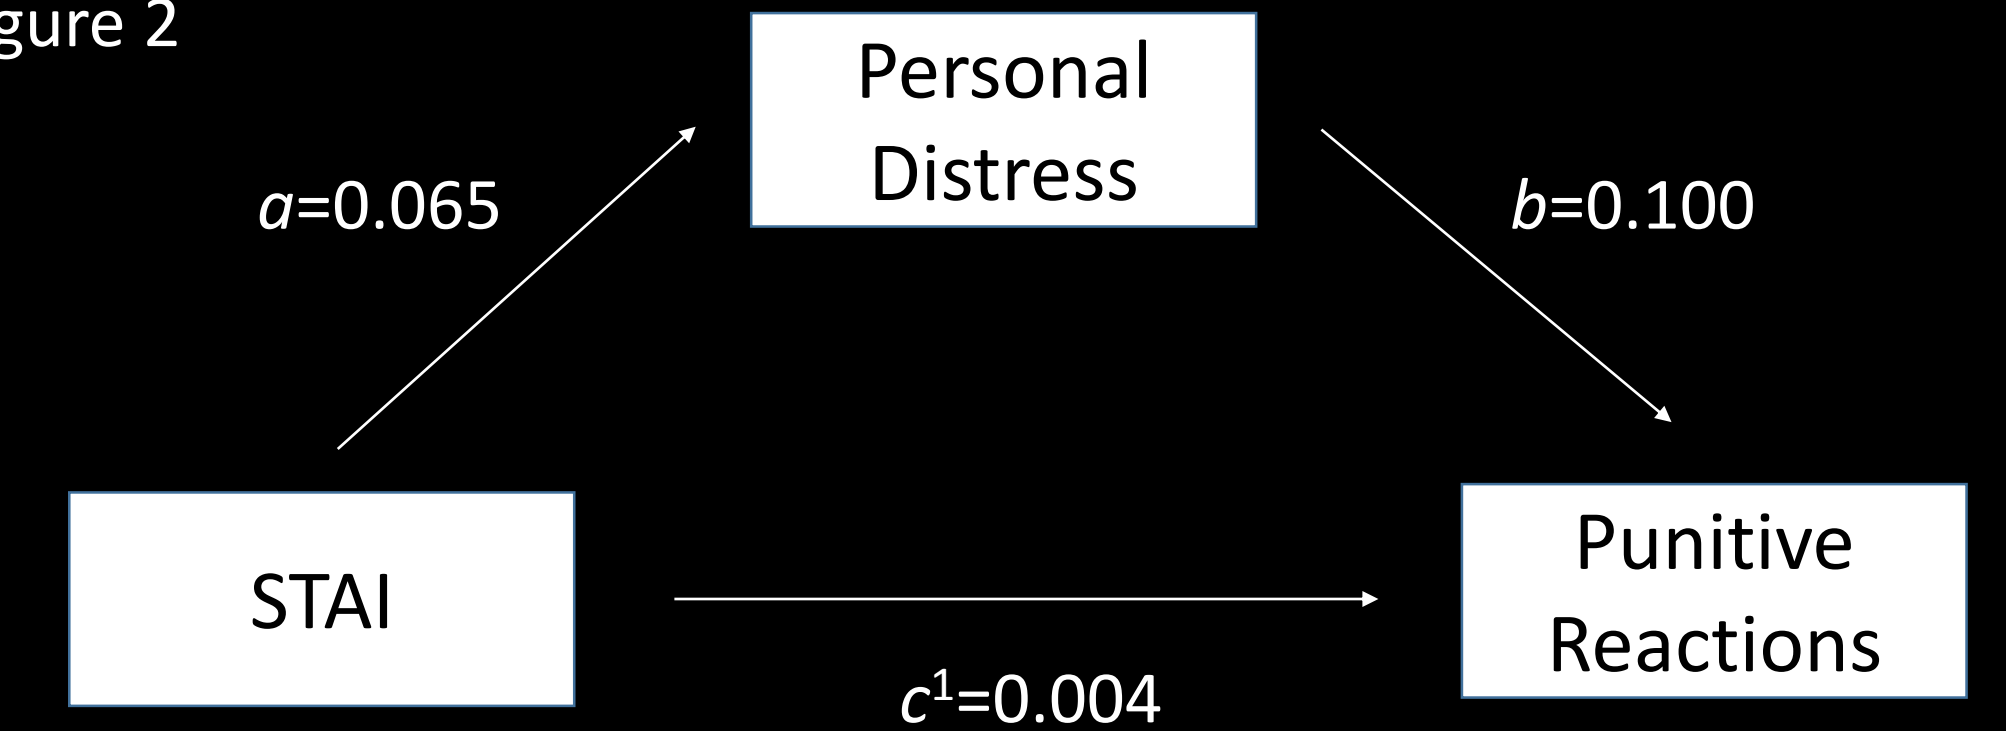 gure 2
Personal
Distress
a=0.065
b=0.100
STAI
Punitive
Reactions
c¹=0.004